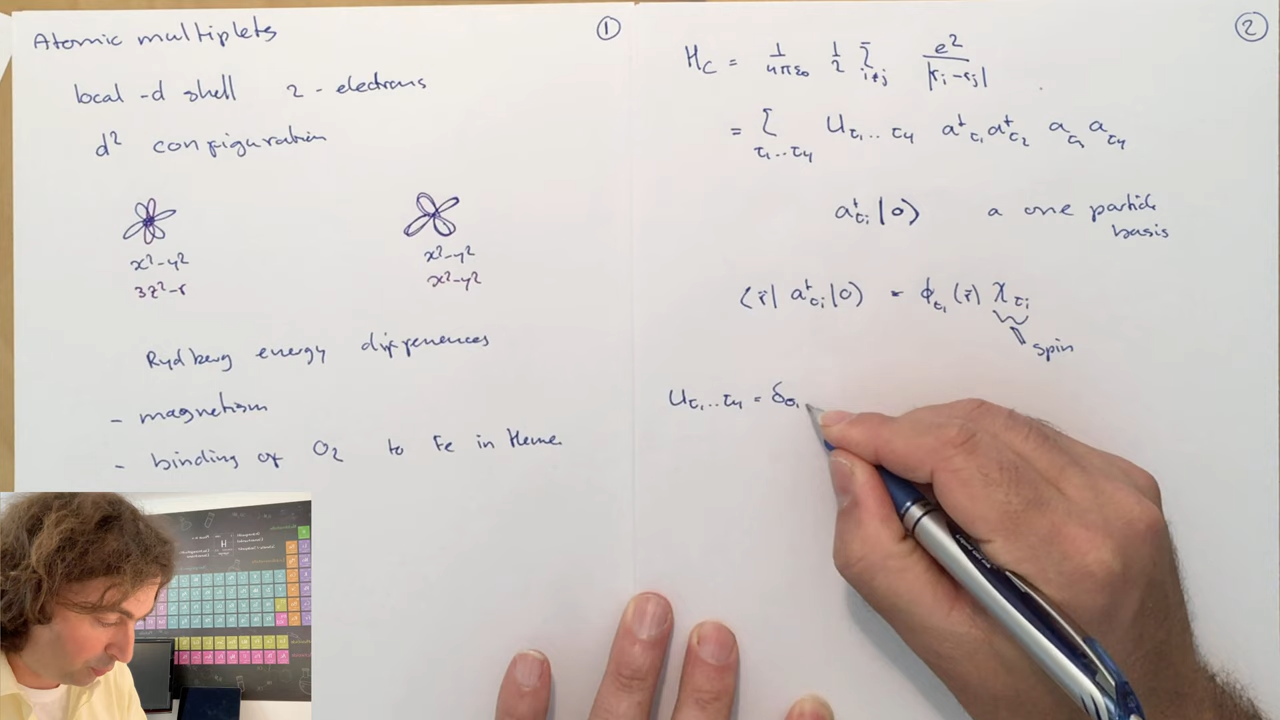 Atomic multiplets
①
local -d shell 2 - electrons
d² configuration
x²-y²
3z²-r
x²-y²
x²-y²
Rydberg energy differences
- magnetism
- binding of O₂ to Fe in Heme
②
H_C = 1/4πε₀ 1/2 Σ_{i≠j} e²/|r_i-r_j|
= Σ_{τ₁..τ₄} U_{τ₁..τ₄} a†_{τ₁} a†_{τ₂} a_{τ₃} a_{τ₄}
a†_{τi} |0⟩ a one particle
basis
⟨r̄| a†_{τi} |0⟩ = ϕ_{τi}(r̄) χ_{τi}
spin
U_{τ₁..τ₄} = δ_{σ₁